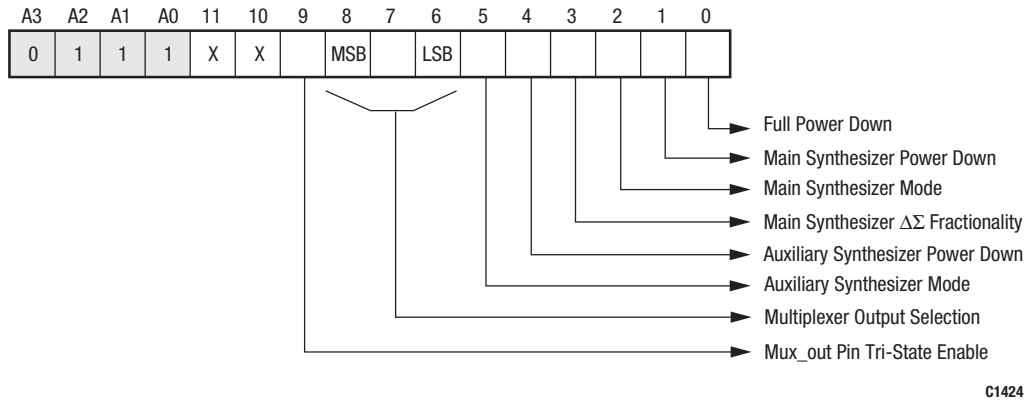 A3 A2 A1 A0 11 10 9 8 7 6 5 4 3 2 1 0
0 1 1 1 X X MSB LSB
Full Power Down
Main Synthesizer Power Down
Main Synthesizer Mode
Main Synthesizer ΔΣ Fractionality
Auxiliary Synthesizer Power Down
Auxiliary Synthesizer Mode
Multiplexer Output Selection
Mux_out Pin Tri-State Enable
C1424